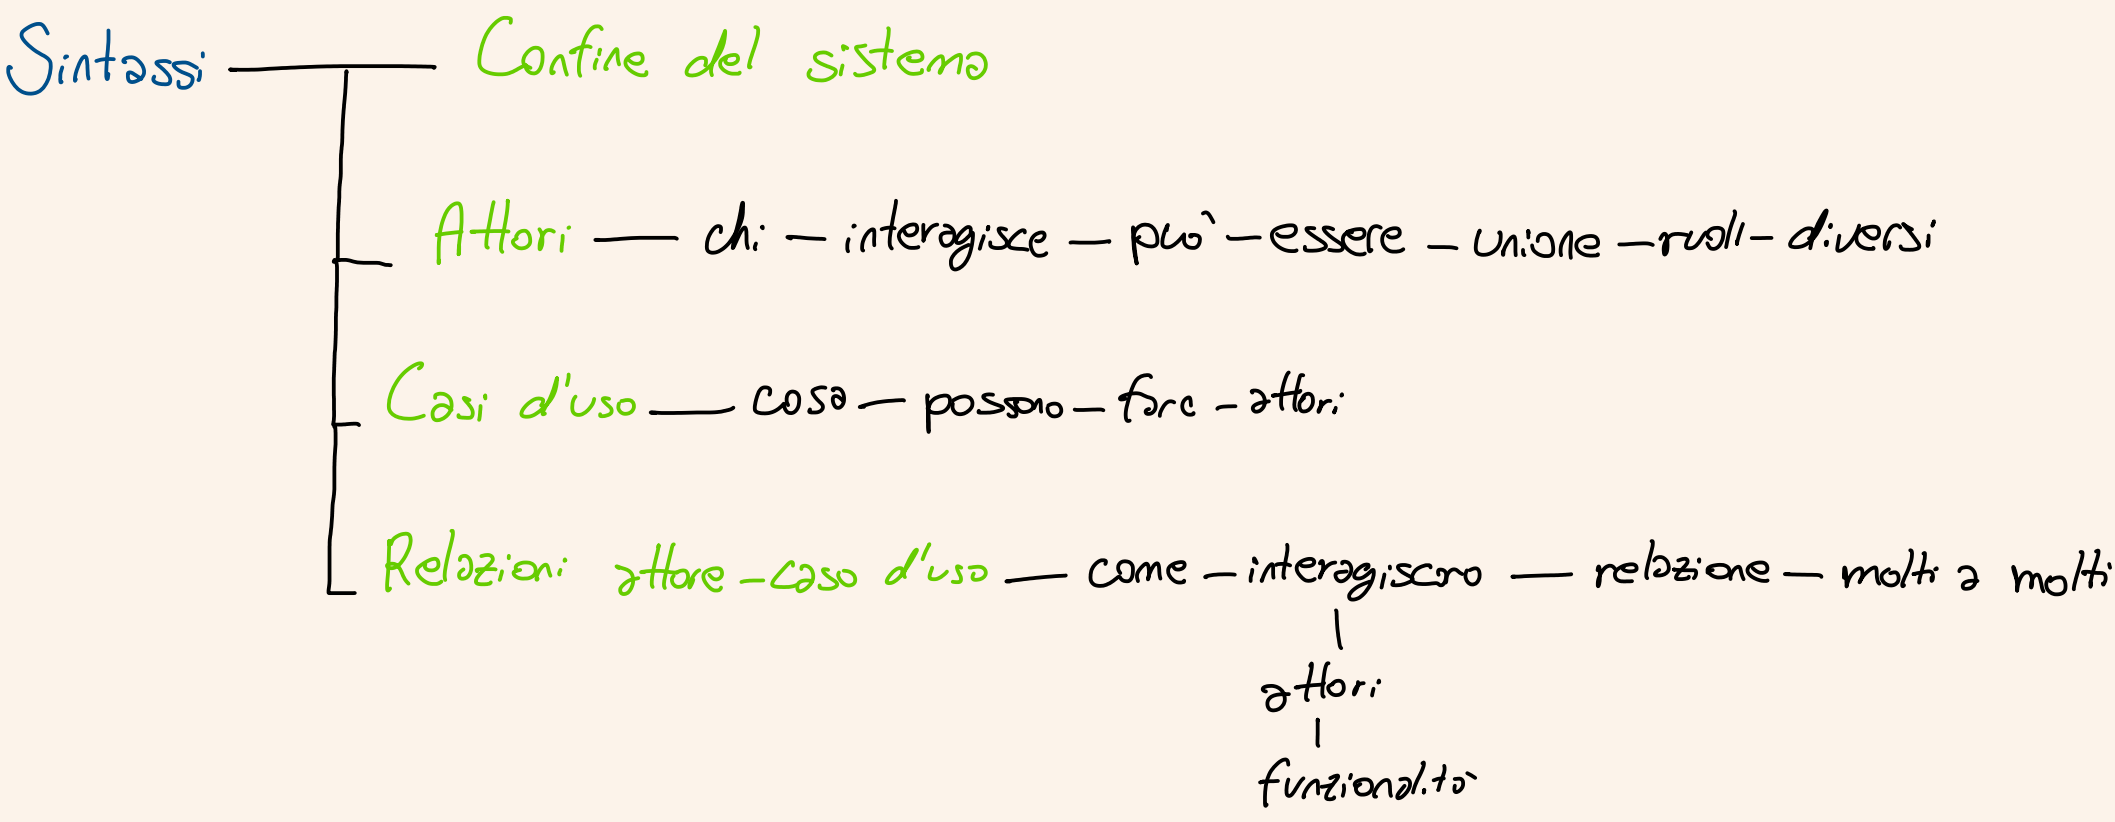 Sintassi — Confine del sistema
Attori — chi — interagisce — può — essere — unione — ruoli — diversi
Casi d'uso — cosa — possono — fare — attori
Relazioni attore - caso d'uso — come — interagiscono — relazione — molti a molti
attori
funzionalità